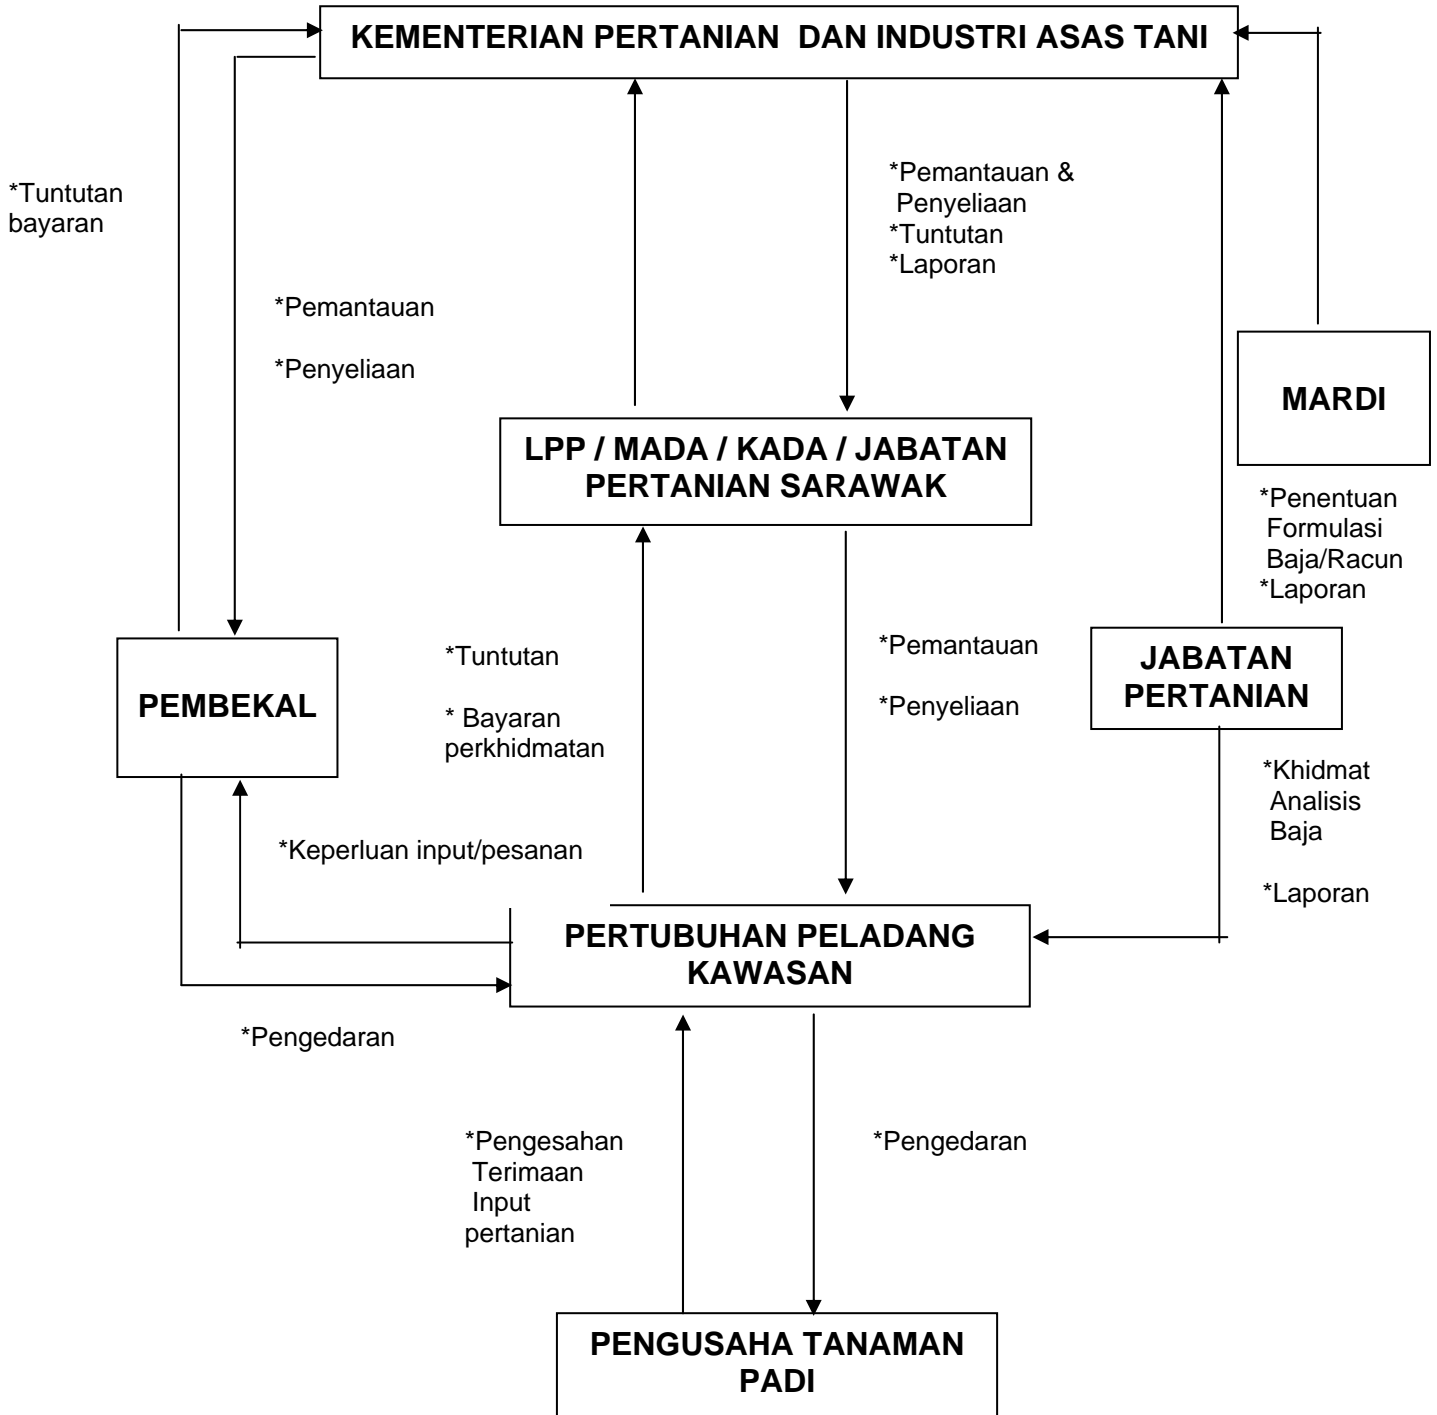 KEMENTERIAN PERTANIAN  DAN INDUSTRI ASAS TANI
*Tuntutan
bayaran
*Pemantauan &
Penyeliaan
*Tuntutan
*Laporan
*Pemantauan
*Penyeliaan
MARDI
LPP / MADA / KADA / JABATAN
PERTANIAN SARAWAK
*Penentuan
Formulasi
Baja/Racun
*Laporan
PEMBEKAL
*Tuntutan
* Bayaran
perkhidmatan
*Pemantauan
*Penyeliaan
JABATAN
PERTANIAN
*Khidmat
Analisis
Baja
*Laporan
*Keperluan input/pesanan
PERTUBUHAN PELADANG
KAWASAN
*Pengedaran
*Pengesahan
Terimaan
Input
pertanian
*Pengedaran
PENGUSAHA TANAMAN
PADI